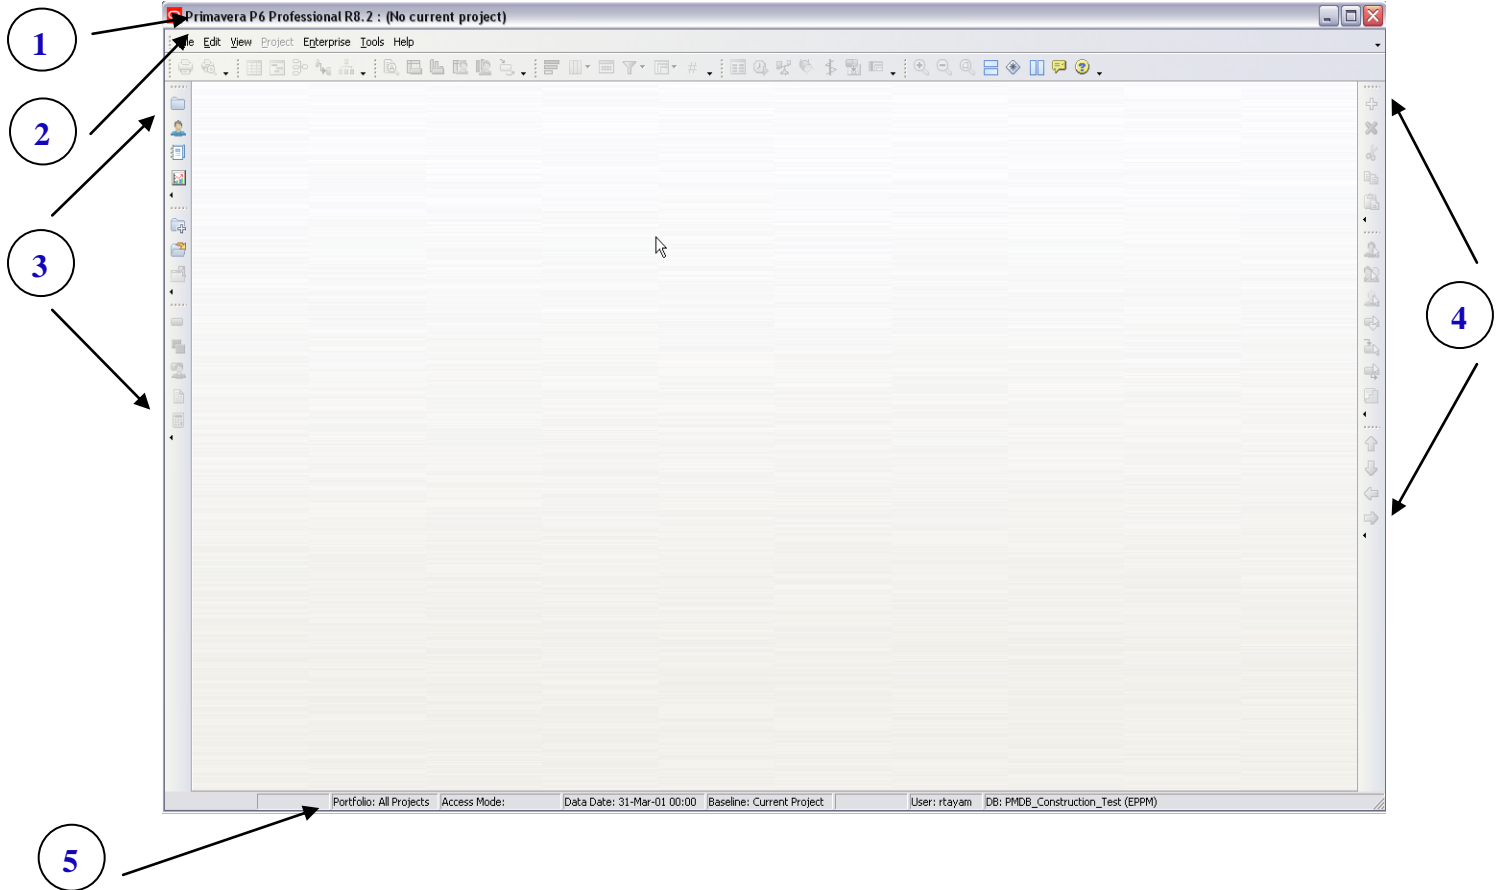 Primavera P6 Professional R8.2 : (No current project)
Edit View Project Enterprise Tools Help
1
2
3
4
Portfolio: All Projects Access Mode: Data Date: 31-Mar-01 00:00 Baseline: Current Project User: rtayam DB: PMDB_Construction_Test (EPPM)
5